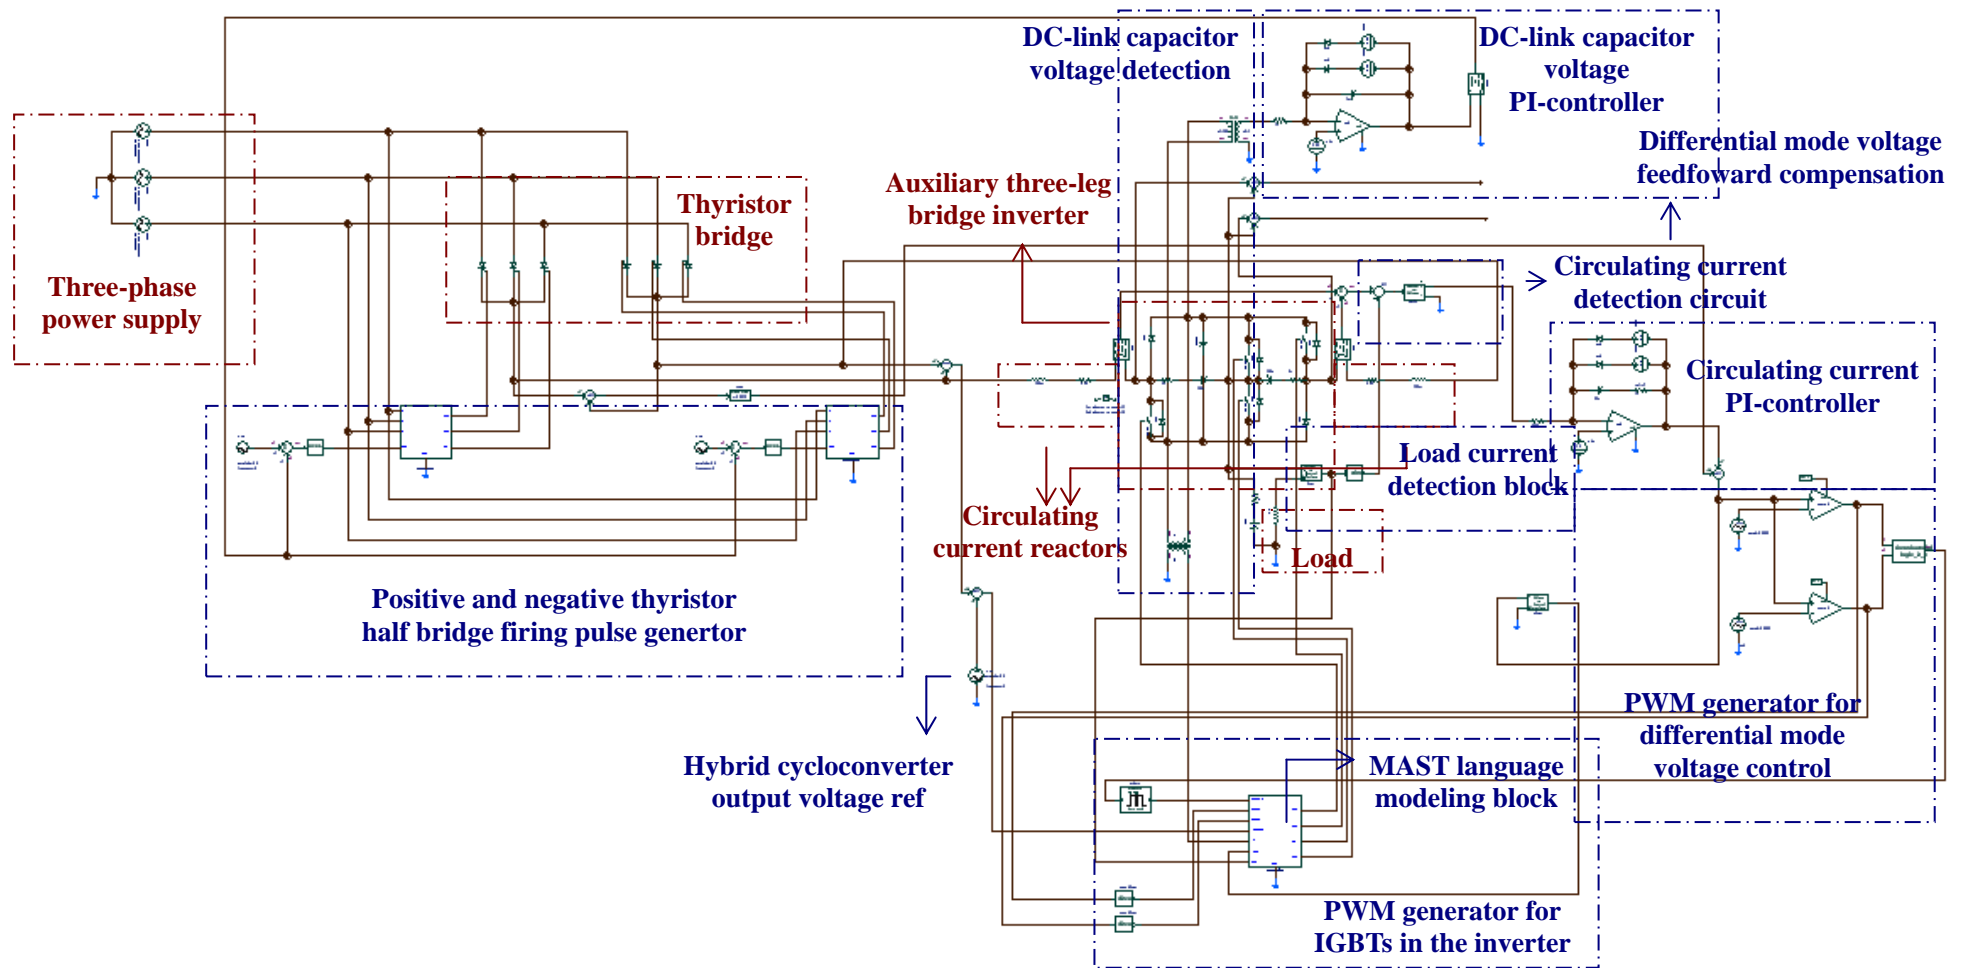 DC-link capacitor
voltage detection
DC-link capacitor
voltage
PI-controller
Differential mode voltage
feedfoward compensation
Auxiliary three-leg
bridge inverter
Thyristor
bridge
Three-phase
power supply
Circulating current
detection circuit
Circulating current
PI-controller
Load current
detection block
Circulating
current reactors
Load
Positive and negative thyristor
half bridge firing pulse genertor
Hybrid cycloconverter
output voltage ref
MAST language
modeling block
PWM generator for
differential mode
voltage control
PWM generator for
IGBTs in the inverter